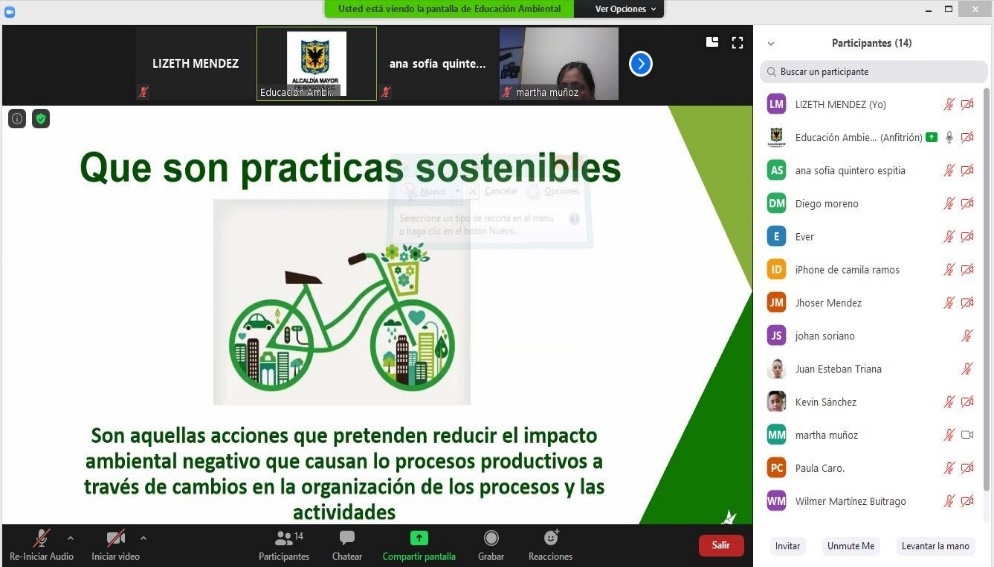 Usted está viendo la pantalla de Educación Ambiental
Ver Opciones
LIZETH MENDEZ
ALCALDÍA MAYOR
Educación Ambi...
ana sofia quinte...
martha muñoz
Que son practicas sostenibles
Nuevo
Cancelar
Opciones
Seleccione un tipo de recorte en el menú
o haga clic en el botón Nuevo.
Son aquellas acciones que pretenden reducir el impacto
ambiental negativo que causan lo procesos productivos a
través de cambios en la organización de los procesos y las
actividades
Re-Iniciar Audio
Iniciar video
14
Participantes
Chatear
Compartir pantalla
Grabar
Reacciones
Salir
Participantes (14)
Buscar un participante
LM LIZETH MENDEZ (Yo)
Educación Ambie... (Anfitrión)
AS ana sofia quintero espitia
DM Diego moreno
E Ever
ID iPhone de camila ramos
JM Jhoser Mendez
JS johan soriano
Juan Esteban Triana
Kevin Sánchez
MM martha muñoz
PC Paula Caro.
WM Wilmer Martínez Buitrago
Invitar
Unmute Me
Levantar la mano